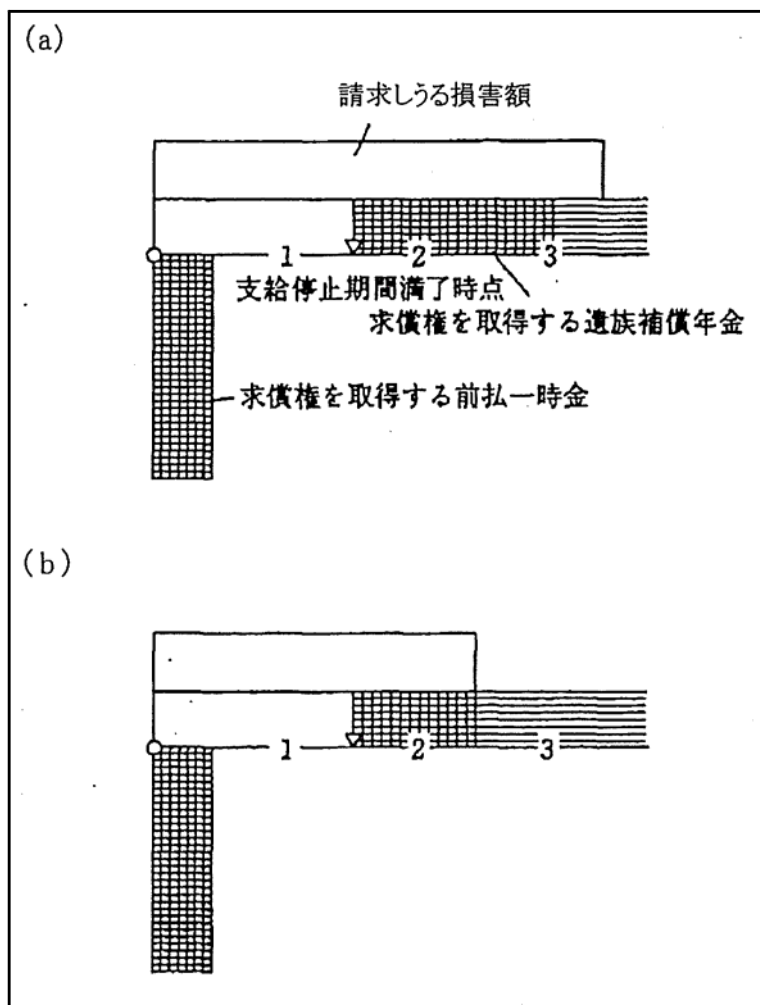 (a)
請求しうる損害額
1
2
3
支給停止期間満了時点
求償権を取得する遺族補償年金
求償権を取得する前払一時金
(b)
1
2
3